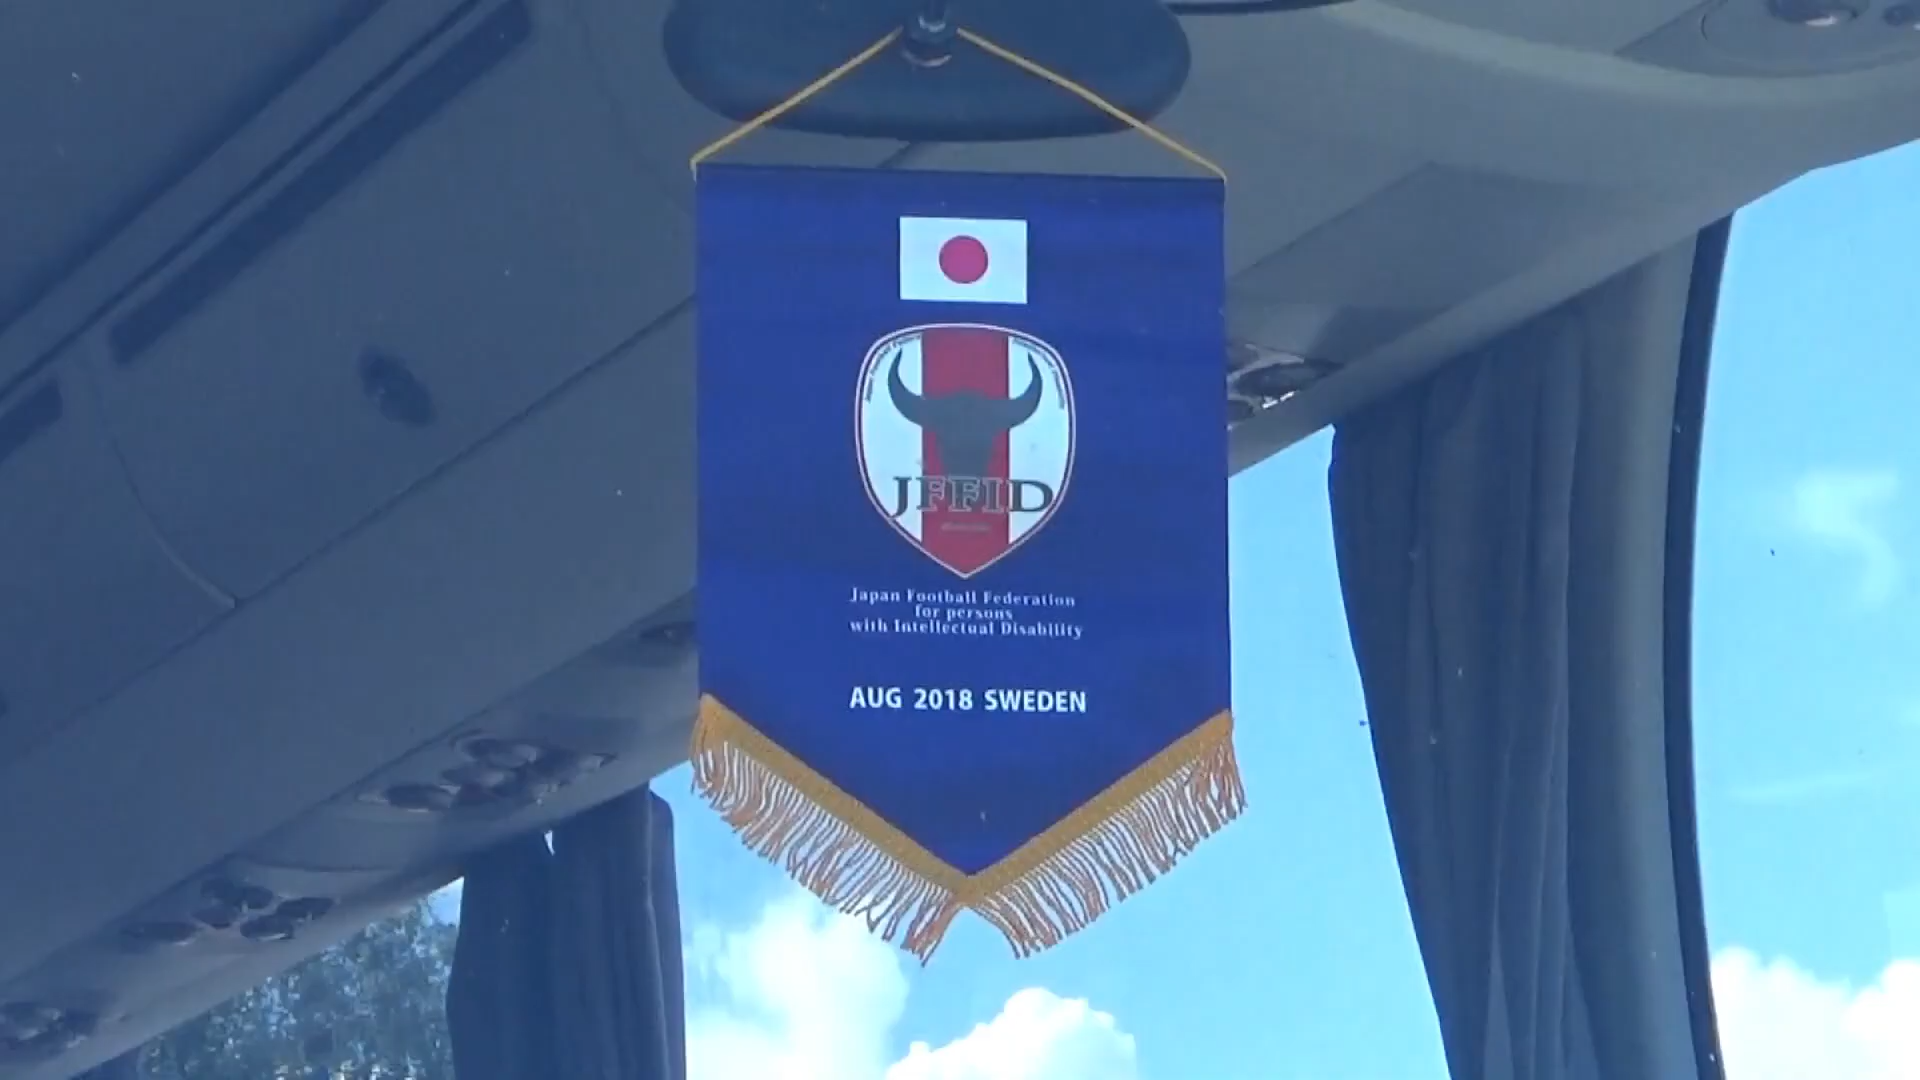 JFFID
Japan Football Federation
for persons
with Intellectual Disability
AUG 2018 SWEDEN